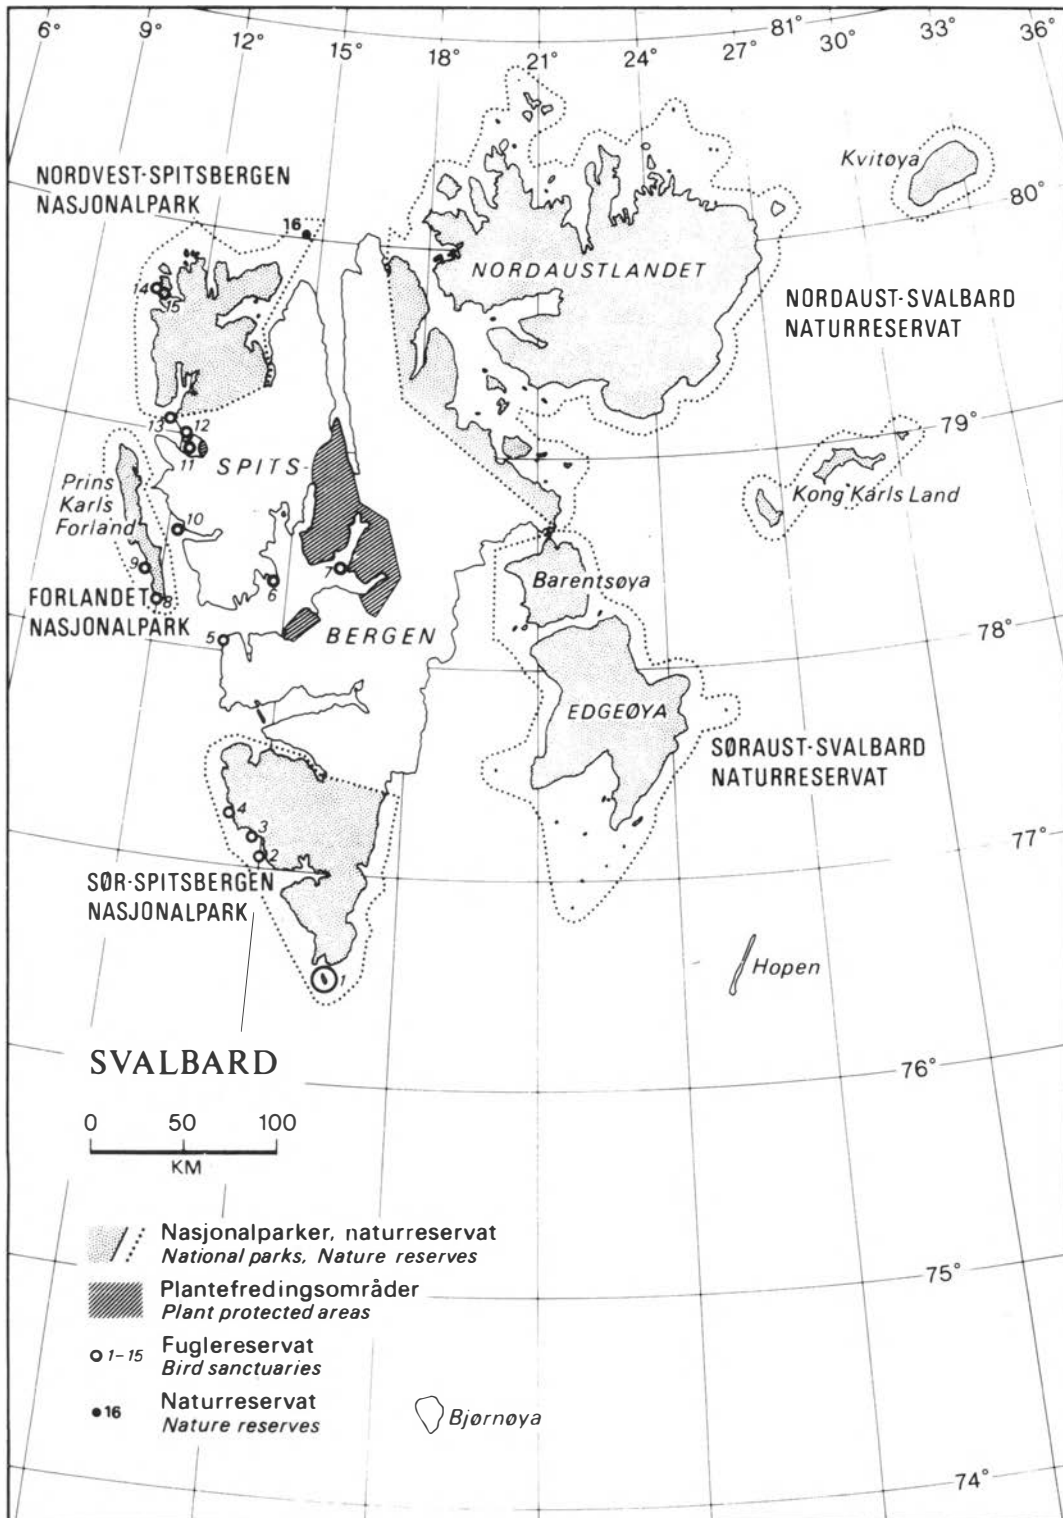 6° 9° 12° 15° 18° 21° 24° 27° 81° 30° 33° 36°
NORDVEST-SPITSBERGEN
NASJONALPARK
16
Kvitøya
80°
NORDAUSTLANDET
14
15
NORDAUST-SVALBARD
NATURRESERVAT
13
12
11
79°
SPITS-
Prins
Karls
Forland
10
Kong Karls Land
9
8
7
6
Barentsøya
FORLANDET
NASJONALPARK
5
BERGEN
78°
EDGEØYA
SØRAUST-SVALBARD
NATURRESERVAT
4
3
2
77°
SØR-SPITSBERGEN
NASJONALPARK
1
Hopen
SVALBARD
76°
0 50 100
KM
Nasjonalparker, naturreservat
National parks, Nature reserves
75°
Plantefredingsområder
Plant protected areas
1–15 Fuglereservat
Bird sanctuaries
16 Naturreservat
Nature reserves
Bjørnøya
74°